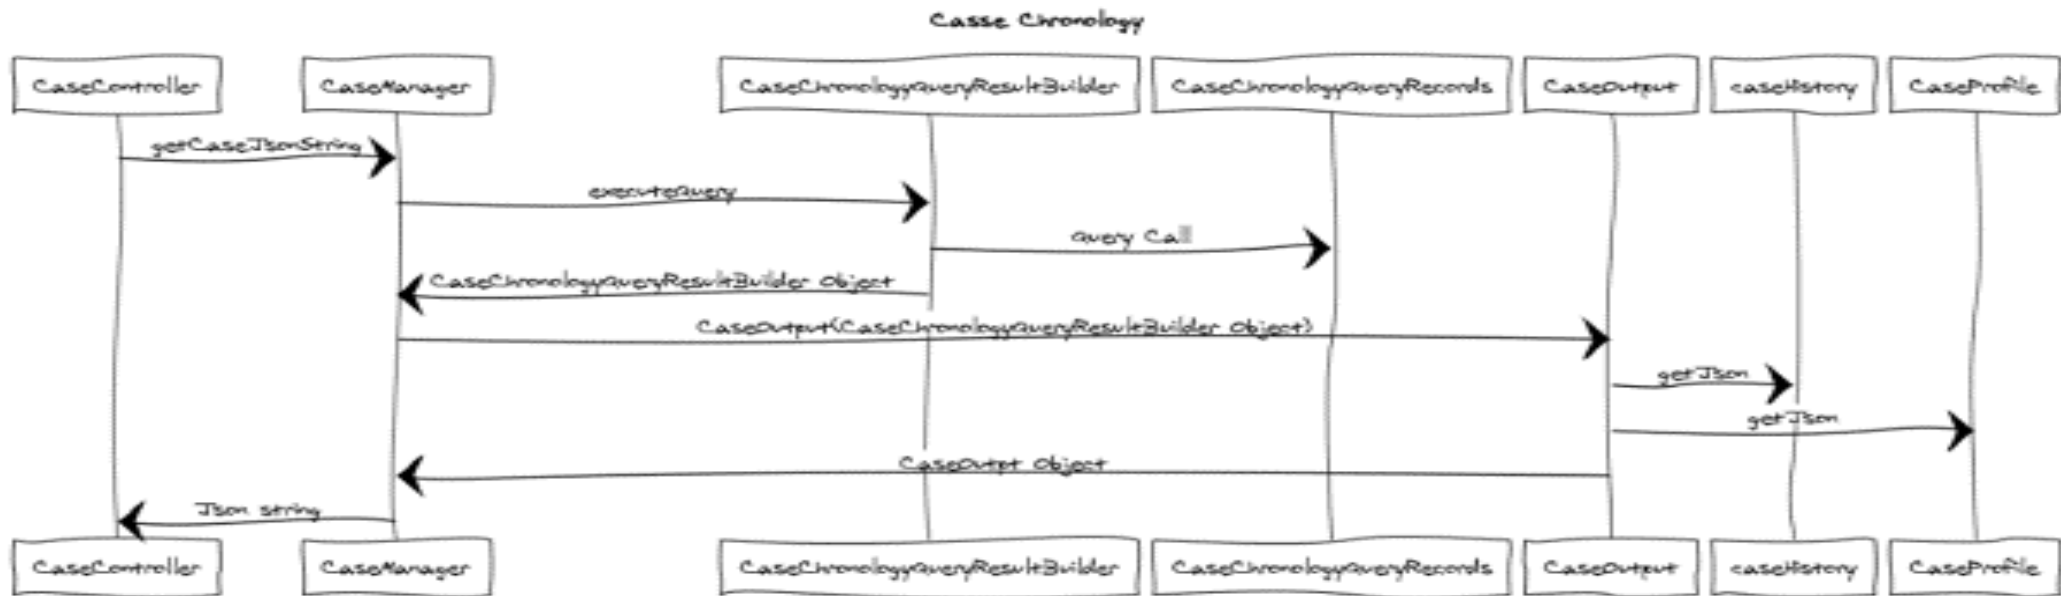 Casse Chronology
CaseController
CaseManager
CaseChronologyQueryResultBuilder
CaseChronologyQueryRecords
CaseOutput
caseHistory
CaseProfile
getCaseJsonString
executeQuery
Query Call
CaseChronologyQueryResultBuilder Object
CaseOutput(CaseChronologyQueryResultBuilder Object)
getJson
getJson
CaseOutpt Object
Json string
CaseController
CaseManager
CaseChronologyQueryResultBuilder
CaseChronologyQueryRecords
CaseOutput
caseHistory
CaseProfile